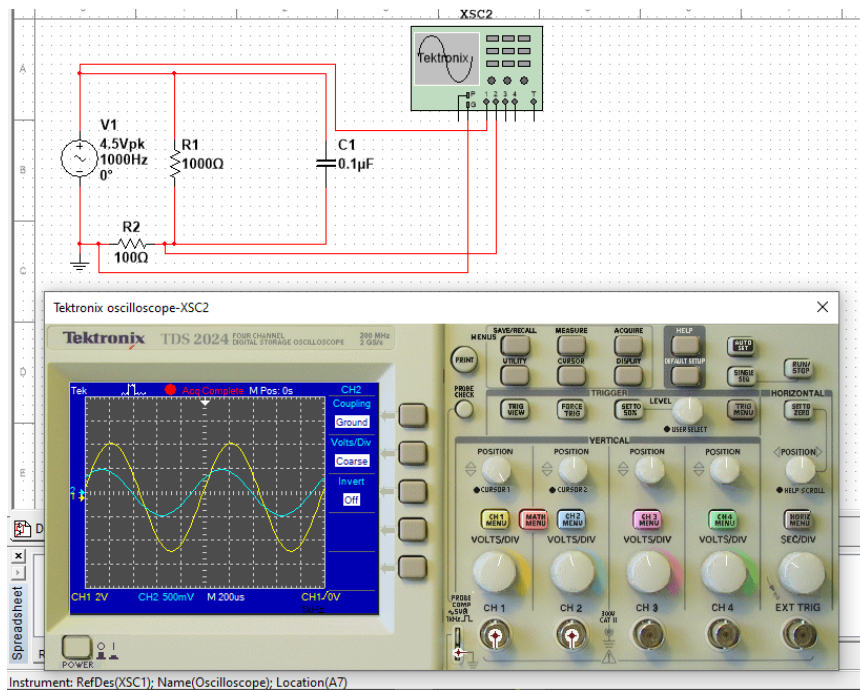 XSC2
Tektronix
P
G
1 2 3 4 T
A
B
C
D
E
V1
4.5Vpk
1000Hz
0°
R1
1000Ω
C1
0.1µF
R2
100Ω
Tektronix oscilloscope-XSC2
Tektronix TDS 2024 FOUR CHANNEL
DIGITAL STORAGE OSCILLOSCOPE
200 MHz
2 GS/s
Tek
Acq Complete M Pos: 0s
CH2
Coupling
Ground
Volts/Div
Coarse
Invert
Off
2
1
CH1 2V CH2 500mV M 200us CH1/0V
MENUS
SAVE/RECALL MEASURE ACQUIRE HELP
PRINT
UTILITY CURSOR DISPLAY DEFAULT SETUP
AUTO SET
SINGLE SEQ
RUN/STOP
PROBE CHECK
TRIGGER
TRIG VIEW
FORCE TRIG
SET TO 50%
LEVEL
USER SELECT
TRIG MENU
HORIZONTAL
SET TO ZERO
VERTICAL
POSITION POSITION POSITION POSITION POSITION
CURSOR 1 CURSOR 2 HELP SCROLL
CH 1 MENU
MATH MENU
CH 2 MENU
CH 3 MENU
CH 4 MENU
HORIZ MENU
VOLTS/DIV VOLTS/DIV VOLTS/DIV VOLTS/DIV SEC/DIV
PROBE COMP
~5V@
1kHz
CH 1 CH 2 CH 3 CH 4 EXT TRIG
300V
CAT II
POWER
D
Spreadsheet
R
Instrument: RefDes(XSC1); Name(Oscilloscope); Location(A7)